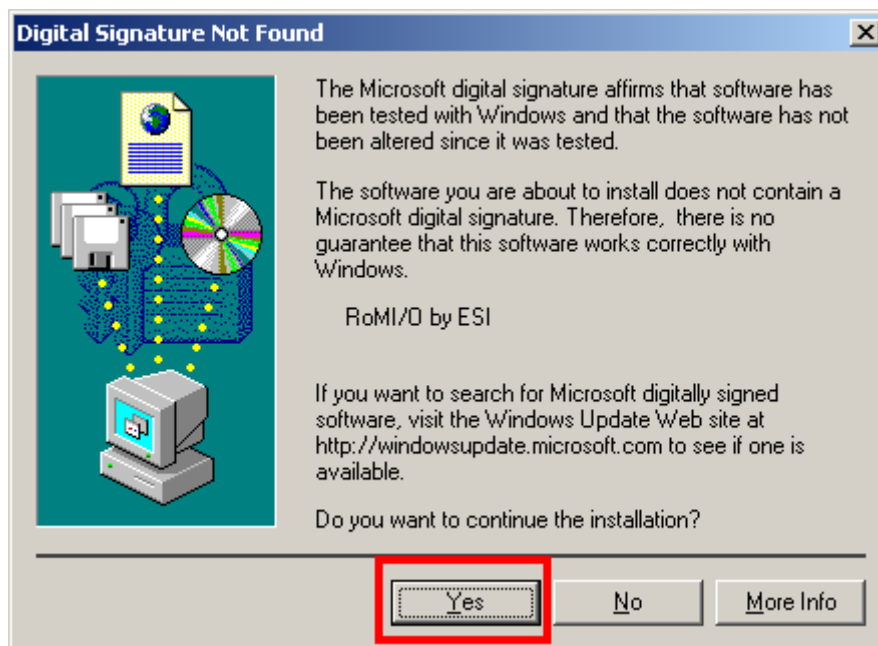 Digital Signature Not Found
The Microsoft digital signature affirms that software has
been tested with Windows and that the software has not
been altered since it was tested.
The software you are about to install does not contain a
Microsoft digital signature. Therefore,  there is no
guarantee that this software works correctly with
Windows.
RoMI/O by ESI
If you want to search for Microsoft digitally signed
software, visit the Windows Update Web site at
http://windowsupdate.microsoft.com to see if one is
available.
Do you want to continue the installation?
Yes No More Info